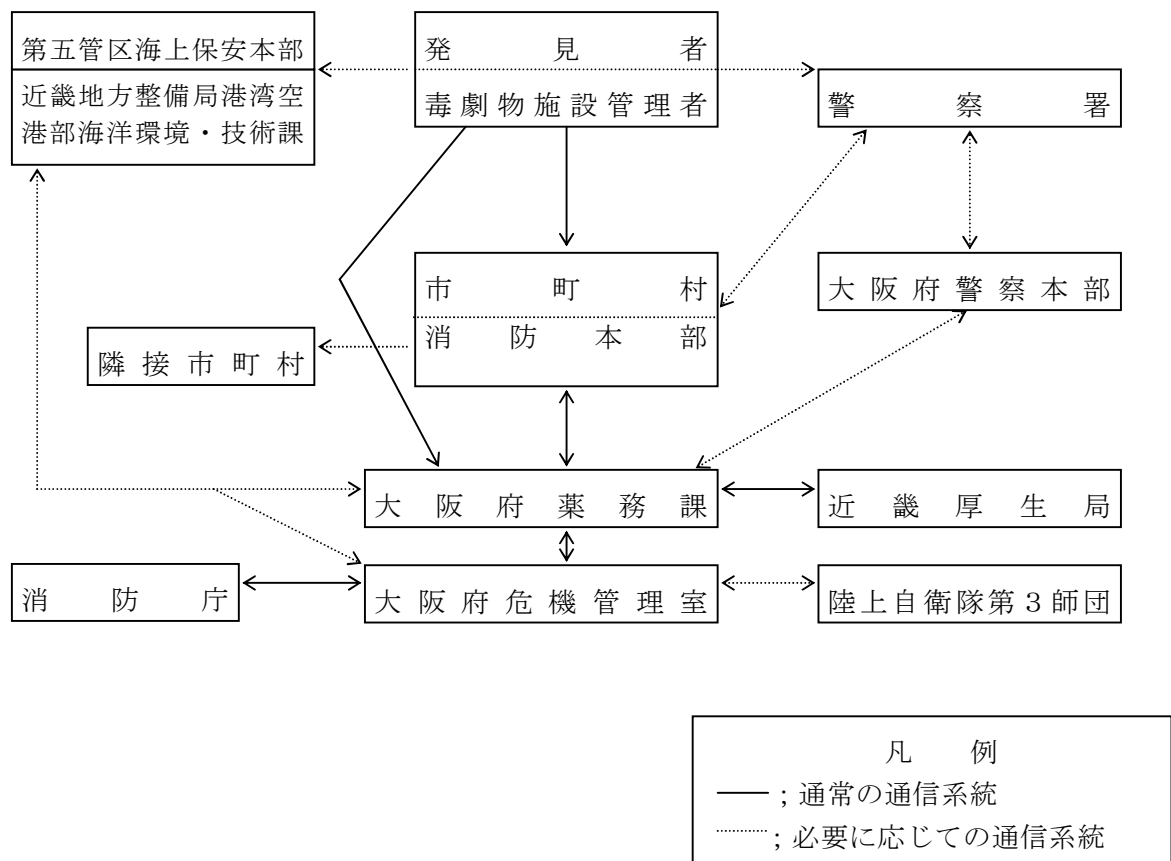 第五管区海上保安本部
近畿地方整備局港湾空
港部海洋環境・技術課
発見者
毒劇物施設管理者
警察署
市町村
消防本部
大阪府警察本部
隣接市町村
大阪府薬務課
近畿厚生局
消防庁
大阪府危機管理室
陸上自衛隊第３師団
凡例
；通常の通信系統
；必要に応じての通信系統